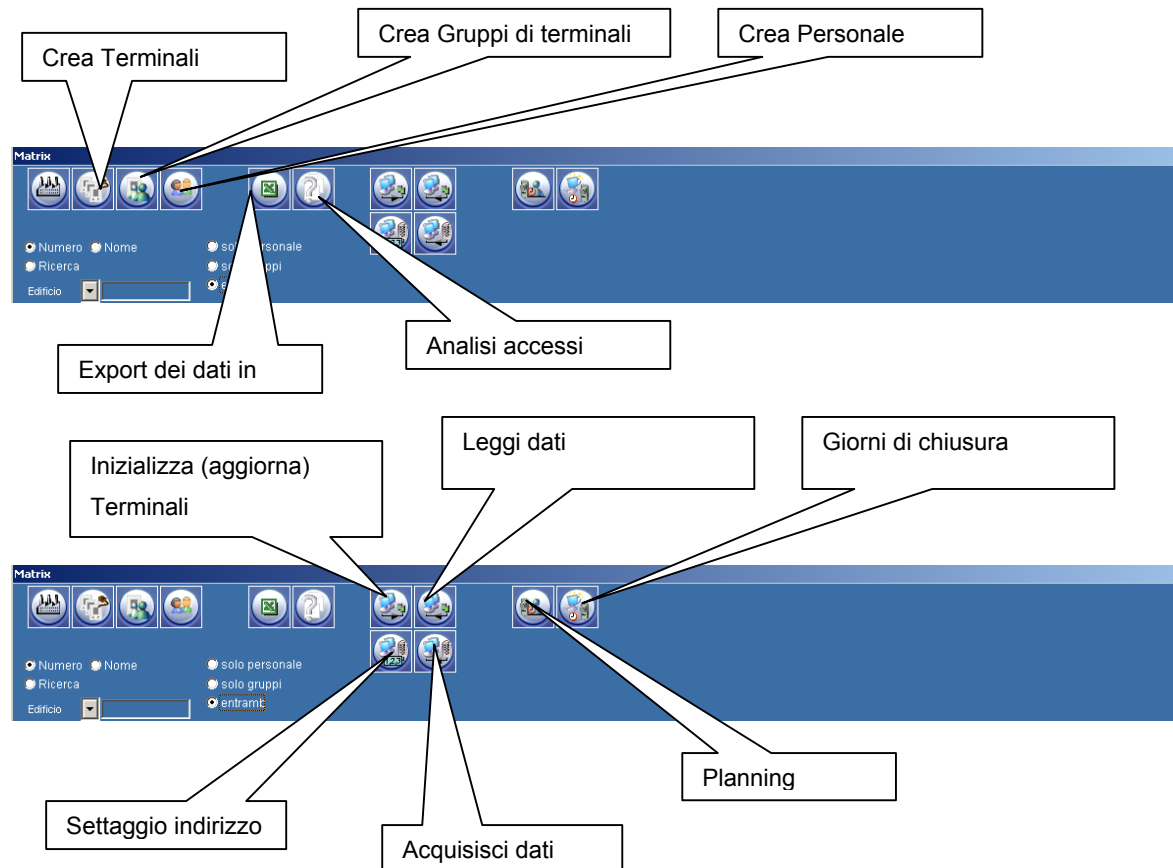 Crea Terminali
Crea Gruppi di terminali
Crea Personale
Matrix
Numero Nome
Ricerca
Edificio
Export dei dati in
Analisi accessi
Inizializza (aggiorna)
Terminali
Leggi dati
Giorni di chiusura
Matrix
123
Numero Nome
solo personale
Ricerca
solo gruppi
Edificio
entramb
Settaggio indirizzo
Acquisisci dati
Planning